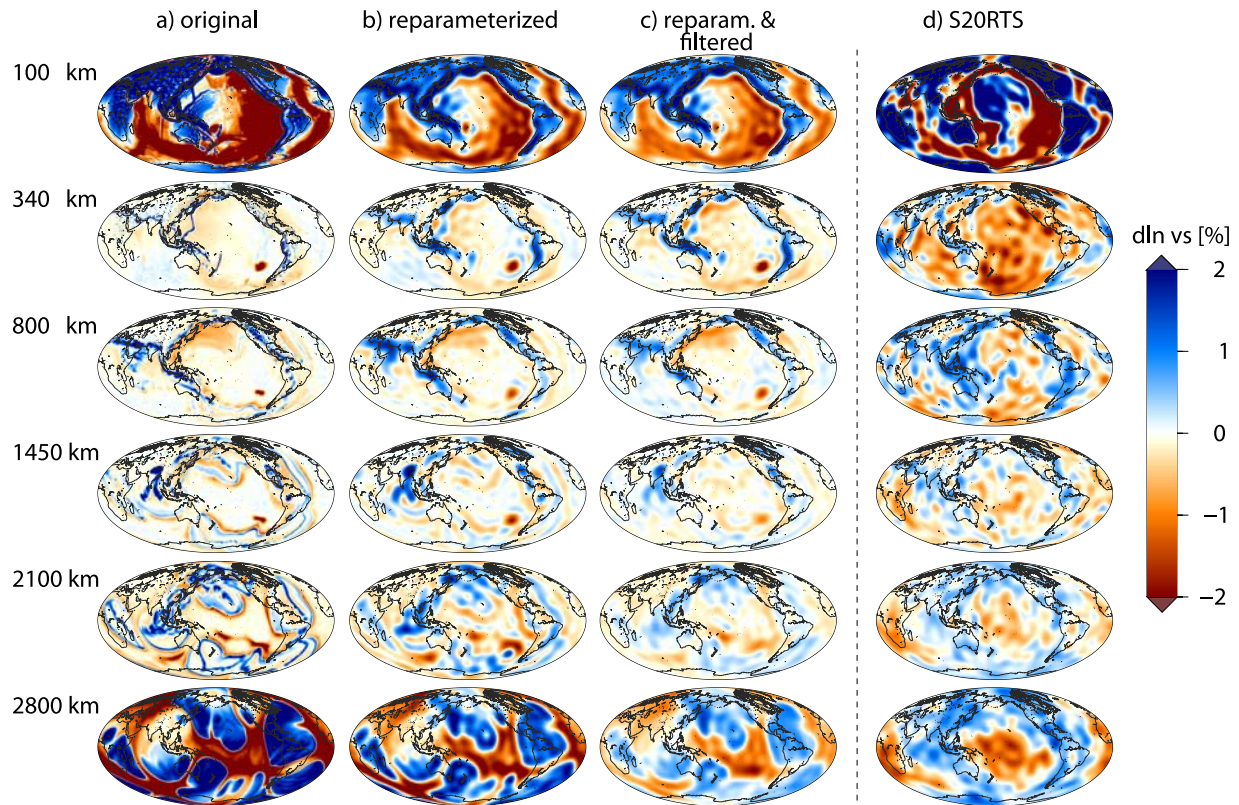 a) original
b) reparameterized
c) reparam. &
filtered
d) S20RTS
100 km
340 km
800 km
1450 km
2100 km
2800 km
dln vs [%]
2
1
0
−1
−2